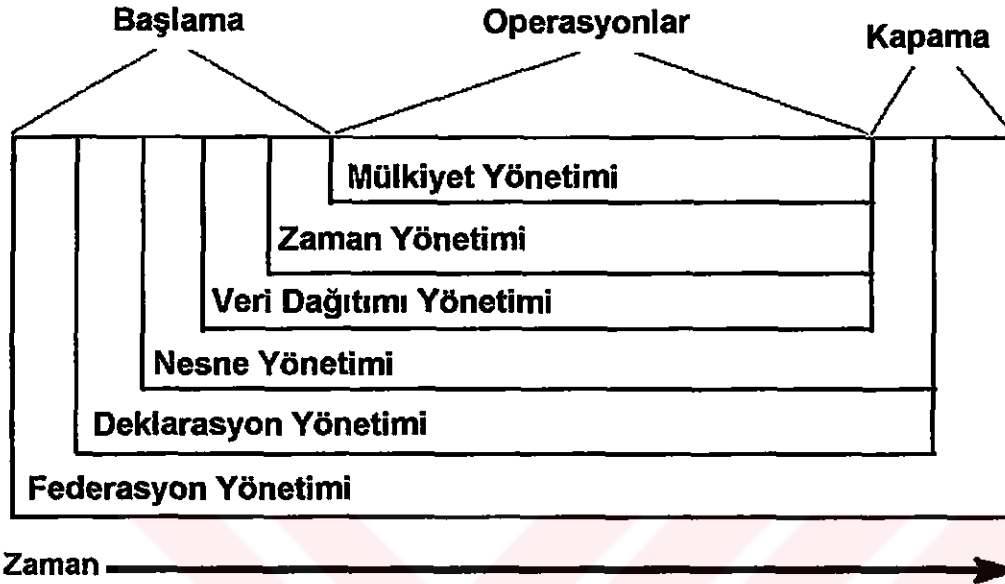 Başlama
Operasyonlar
Kapama
Mülkiyet Yönetimi
Zaman Yönetimi
Veri Dağıtımı Yönetimi
Nesne Yönetimi
Deklarasyon Yönetimi
Federasyon Yönetimi
Zaman